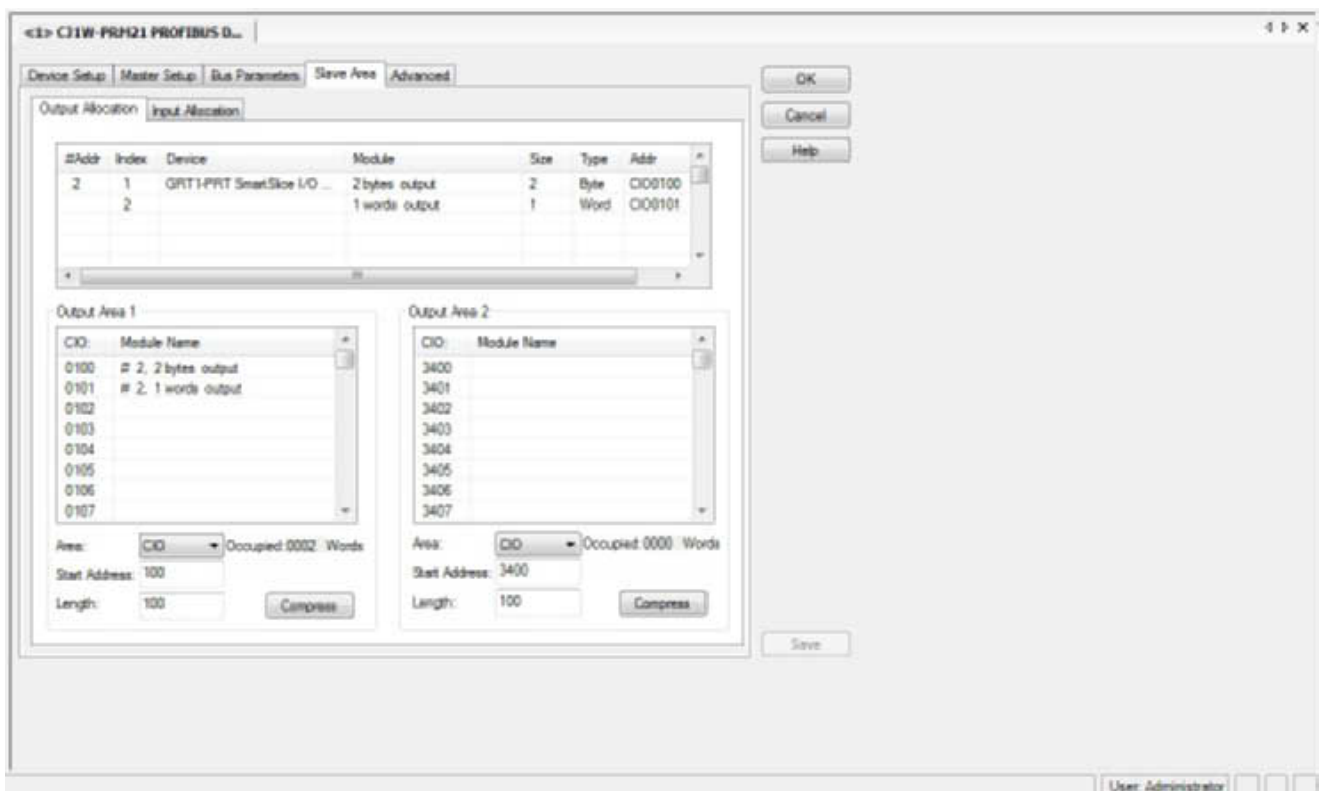 <1> CJ1W-PRM21 PROFIBUS D...
Device Setup Master Setup Bus Parameters Slave Area Advanced
OK
Output Allocation Input Allocation
Cancel
Help
#Addr Index Device Module Size Type Addr
2 1 GRT1-PRT SmartSlice I/O ... 2 bytes output 2 Byte CIO0100
2 1 words output 1 Word CIO0101
Output Area 1 Output Area 2
CIO: Module Name CIO: Module Name
0100 # 2, 2 bytes output 3400
0101 # 2, 1 words output 3401
0102 3402
0103 3403
0104 3404
0105 3405
0106 3406
0107 3407
Area: CIO Occupied:0002 Words Area: CIO Occupied:0000 Words
Start Address: 100 Start Address: 3400
Length: 100 Compress Length: 100 Compress
Save
User: Administrator